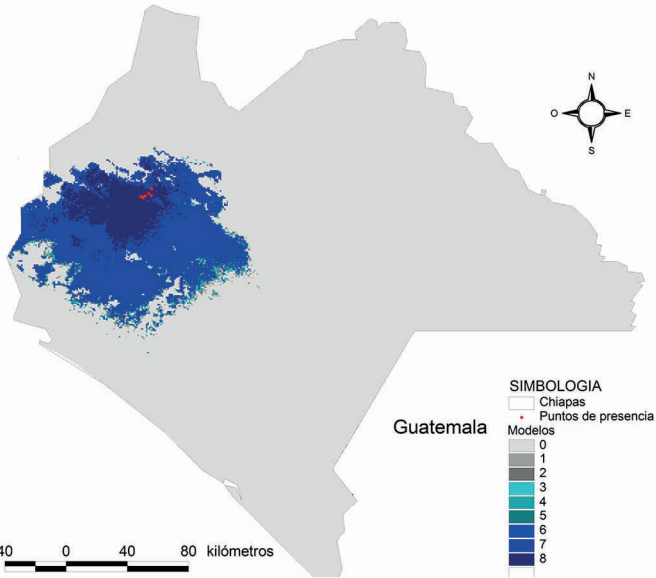 N
O E
S
SIMBOLOGIA
Chiapas
Puntos de presencia
Modelos
0
1
2
3
4
5
6
7
8
Guatemala
40 0 40 80 kilómetros